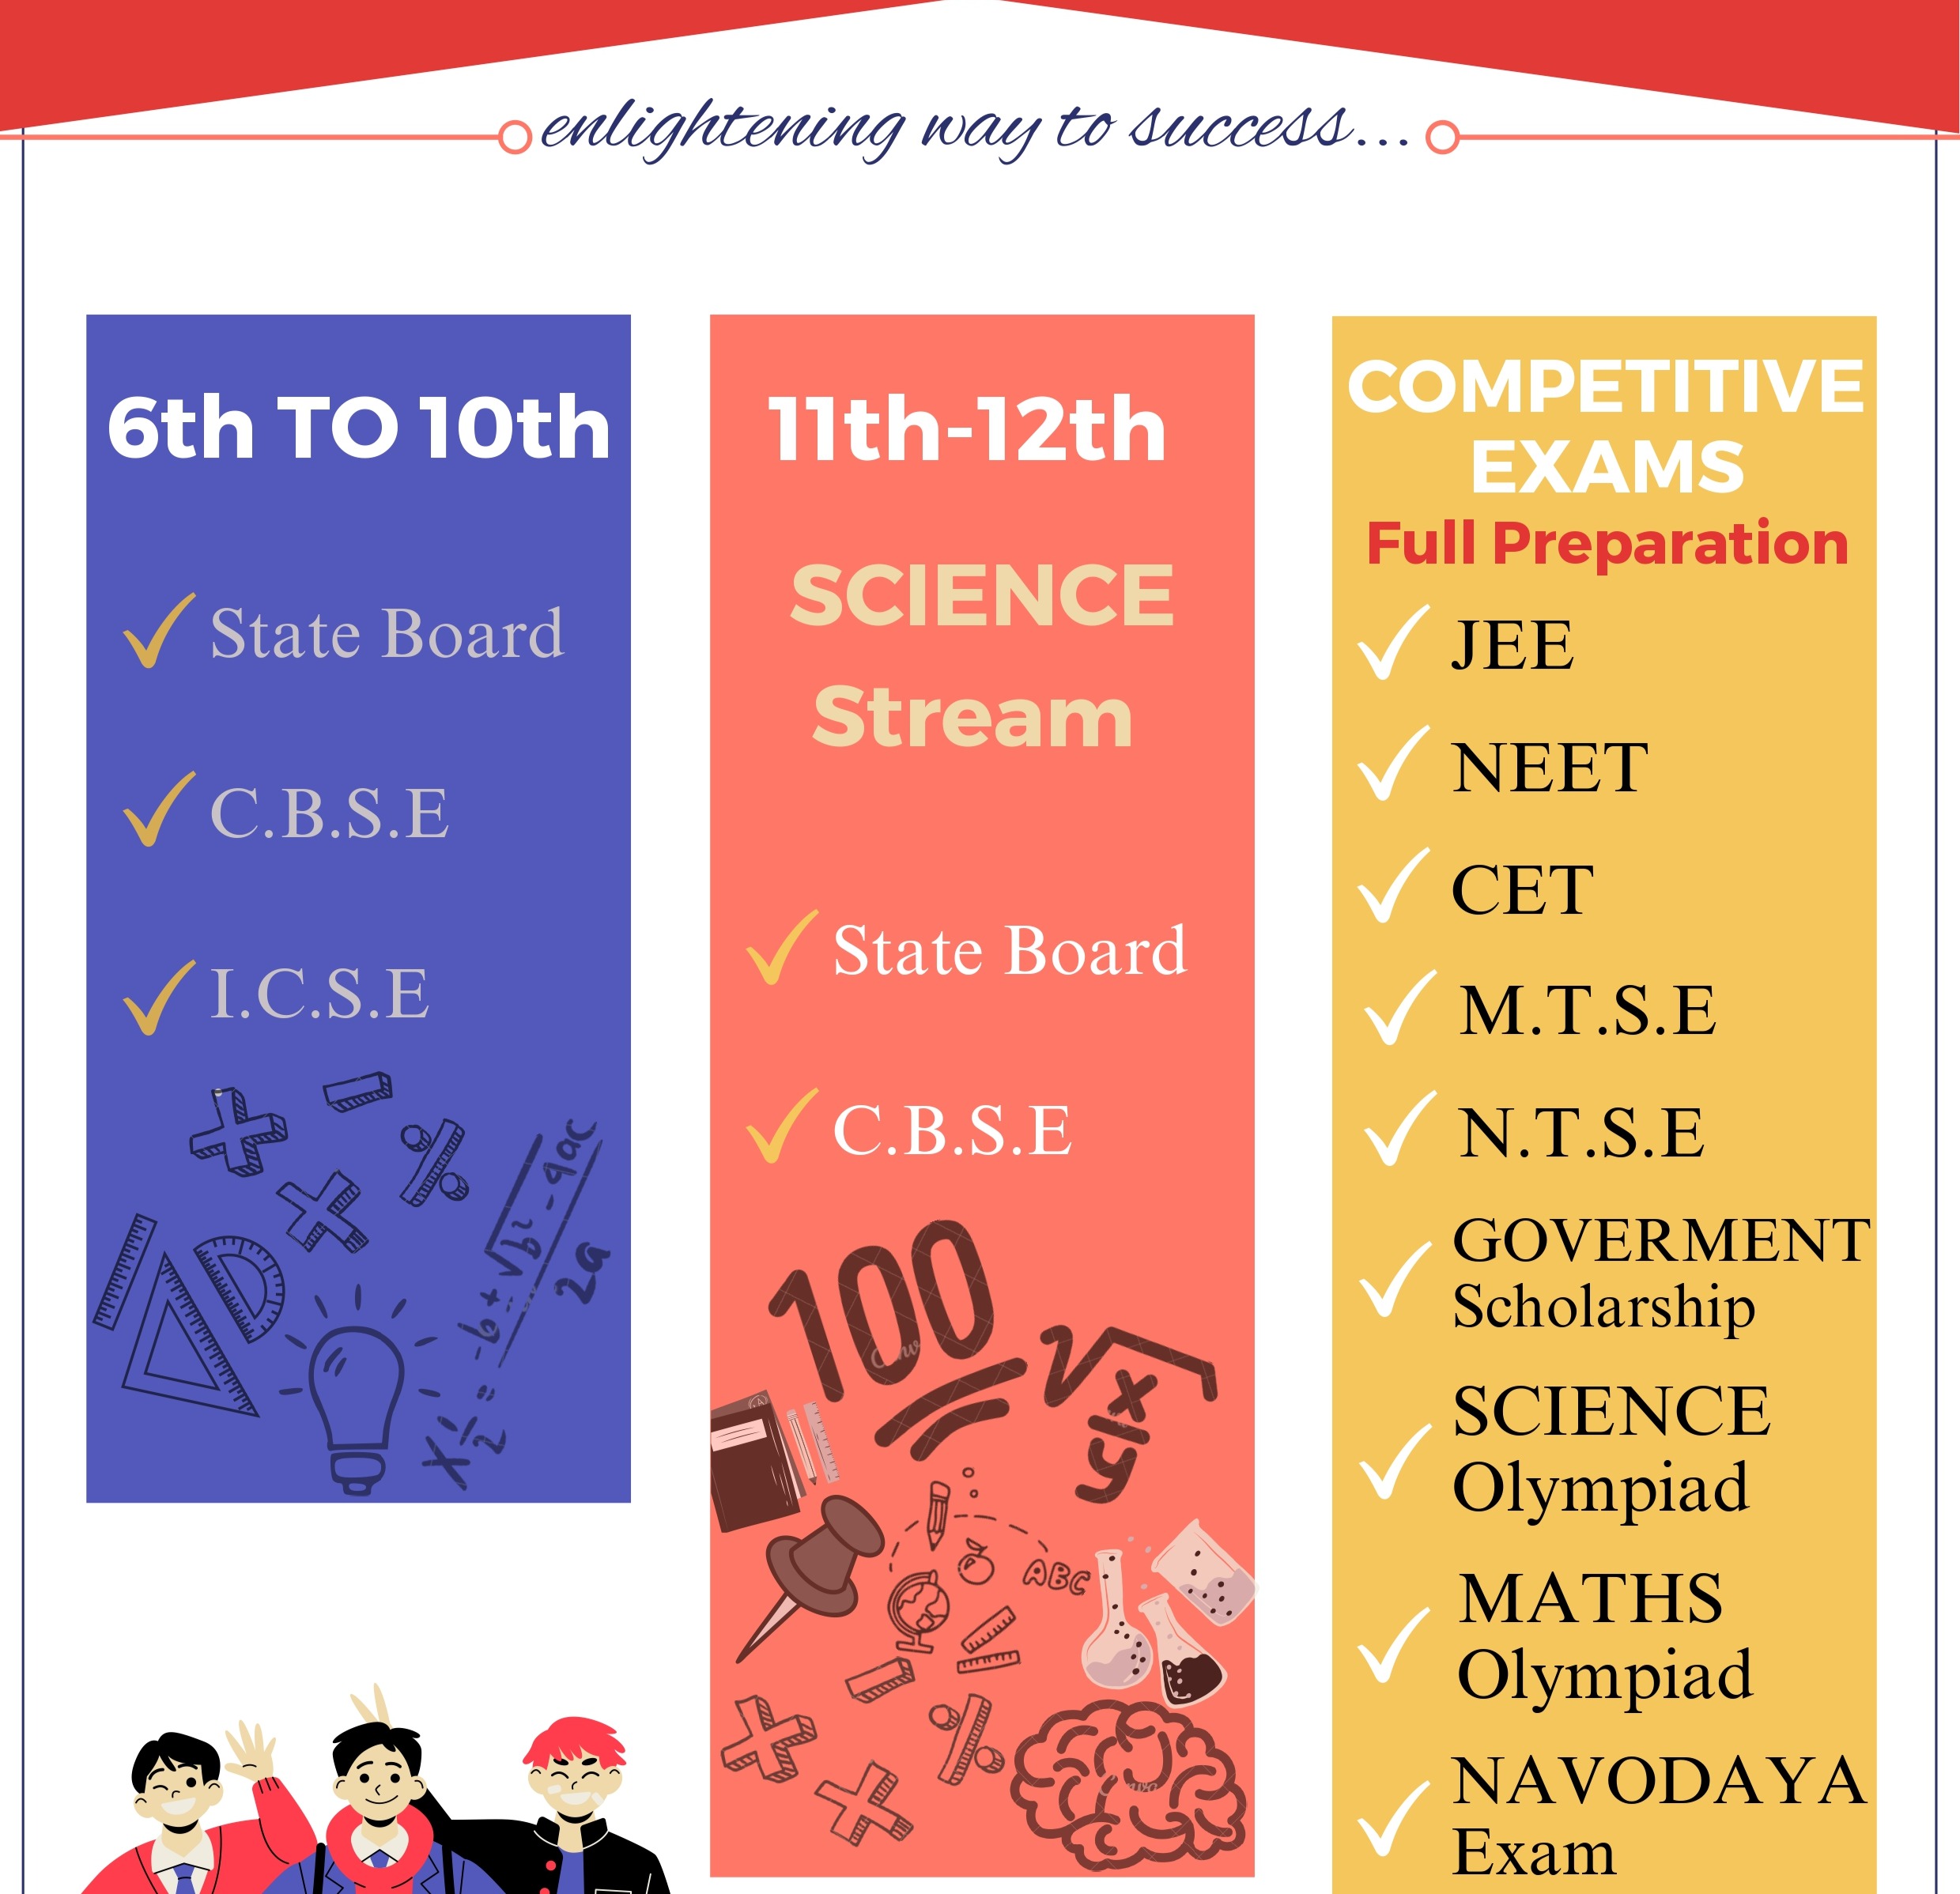 enlightening way to success...
6th TO 10th
State Board
C.B.S.E
I.C.S.E
11th-12th
SCIENCE
Stream
State Board
C.B.S.E
100
√
x
y
ABC
COMPETITIVE
EXAMS
Full Preparation
JEE
NEET
CET
M.T.S.E
N.T.S.E
GOVERMENT
Scholarship
SCIENCE
Olympiad
MATHS
Olympiad
NAVODAYA
Exam